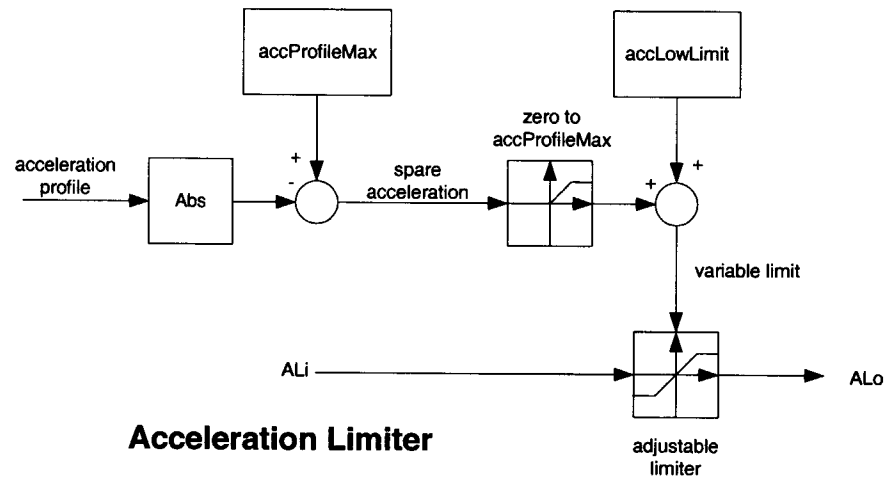 accProfileMax
accLowLimit
zero to
accProfileMax
acceleration
profile
Abs
+
-
spare
acceleration
+
+
variable limit
ALi
ALo
Acceleration Limiter
adjustable
limiter